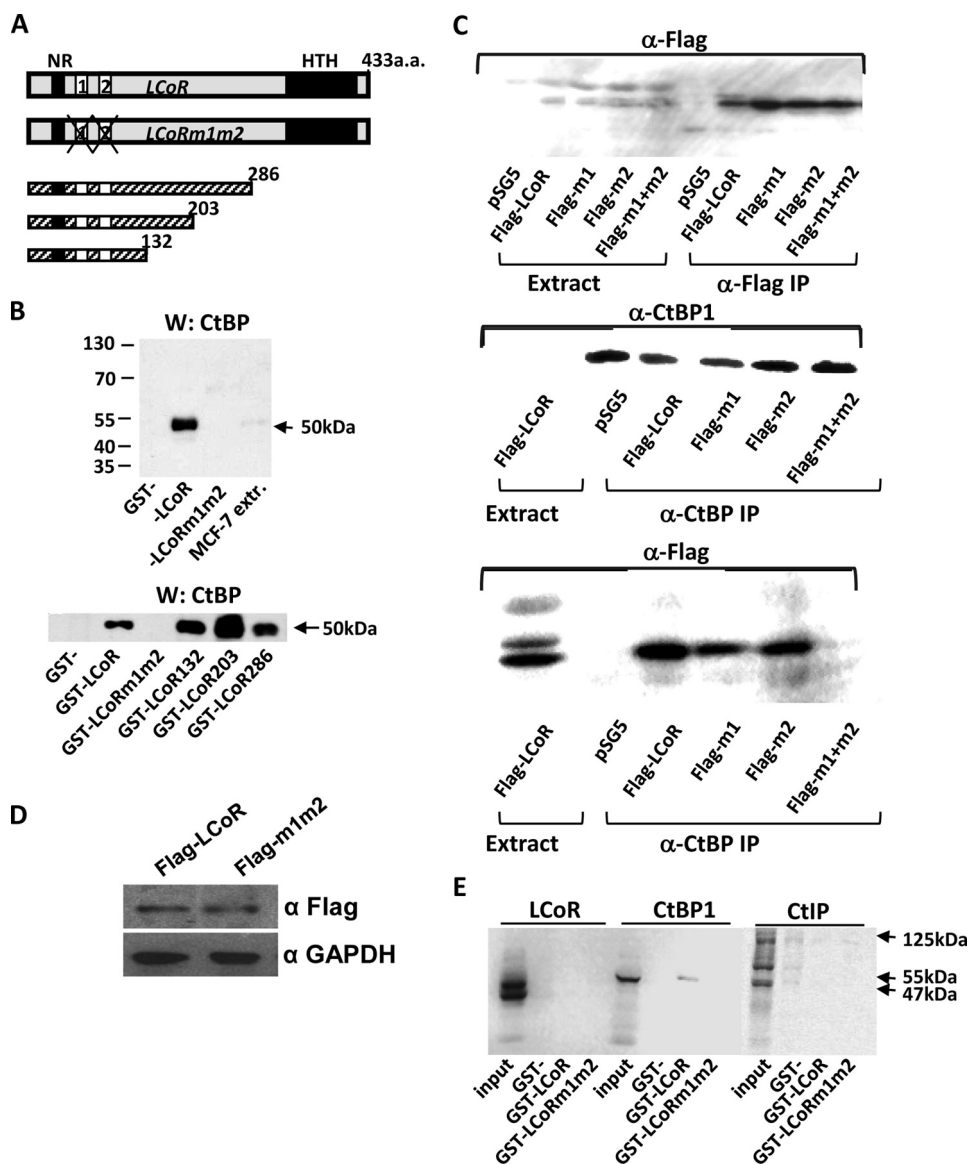 A
NR
HTH
433a.a.
1 2 LCoR
1 2 LCoRm1m2
286
203
132
B
W: CtBP
130
70
55
40
35
50kDa
GST-
-LCoR
-LCoRm1m2
MCF-7 extr.
W: CtBP
50kDa
GST-
GST-LCoR
GST-LCoRm1m2
GST-LCoR132
GST-LCoR203
GST-LCoR286
C
α-Flag
pSG5
Flag-LCoR
Flag-m1
Flag-m2
Flag-m1+m2
pSG5
Flag-LCoR
Flag-m1
Flag-m2
Flag-m1+m2
Extract
α-Flag IP
α-CtBP1
Flag-LCoR
pSG5
Flag-LCoR
Flag-m1
Flag-m2
Flag-m1+m2
Extract
α-CtBP IP
α-Flag
Flag-LCoR
pSG5
Flag-LCoR
Flag-m1
Flag-m2
Flag-m1+m2
Extract
α-CtBP IP
D
Flag-LCoR
Flag-m1m2
α Flag
α GAPDH
E
LCoR
CtBP1
CtIP
125kDa
55kDa
47kDa
input
GST-
GST-LCoR
GST-LCoRm1m2
input
GST-
GST-LCoR
GST-LCoRm1m2
input
GST-
GST-LCoR
GST-LCoRm1m2